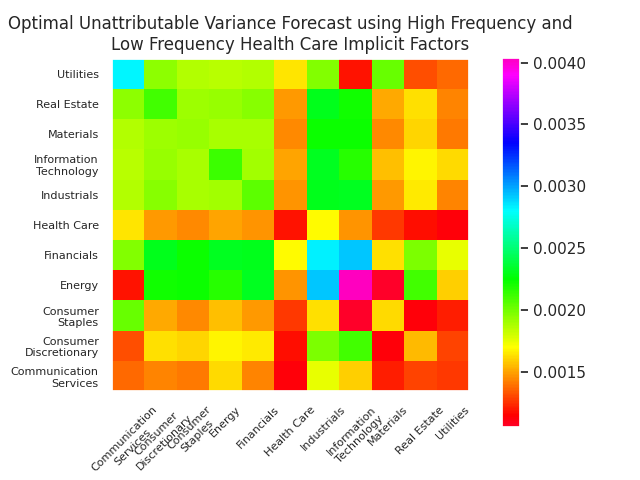 Optimal Unattributable Variance Forecast using High Frequency and
Low Frequency Health Care Implicit Factors
Utilities
Real Estate
Materials
Information
Technology
Industrials
Health Care
Financials
Energy
Consumer
Staples
Consumer
Discretionary
Communication
Services
Communication
Services
Consumer
Discretionary
Consumer
Staples
Energy
Financials
Health Care
Industrials
Information
Technology
Materials
Real Estate
Utilities
0.0040
0.0035
0.0030
0.0025
0.0020
0.0015